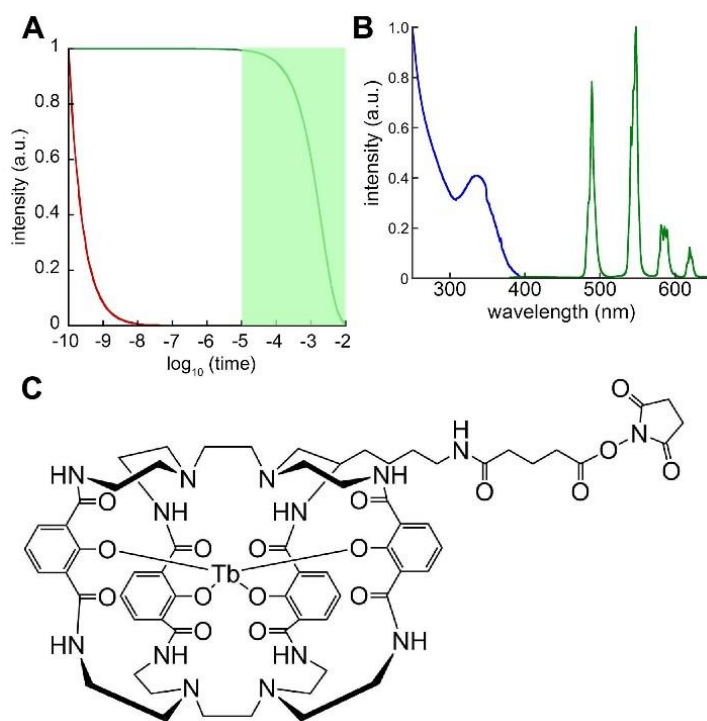 A
B
intensity (a.u.)
1
0.8
0.6
0.4
0.2
0
-10 -9 -8 -7 -6 -5 -4 -3 -2
log10 (time)
intensity (a.u.)
1.0
0.8
0.6
0.4
0.2
0
300 400 500 600
wavelength (nm)
C
O
O N
H
N O
O O
NH N N HN
O NH HN O
O O
O Tb O
O O
O O O O
NH NH HN HN
N N